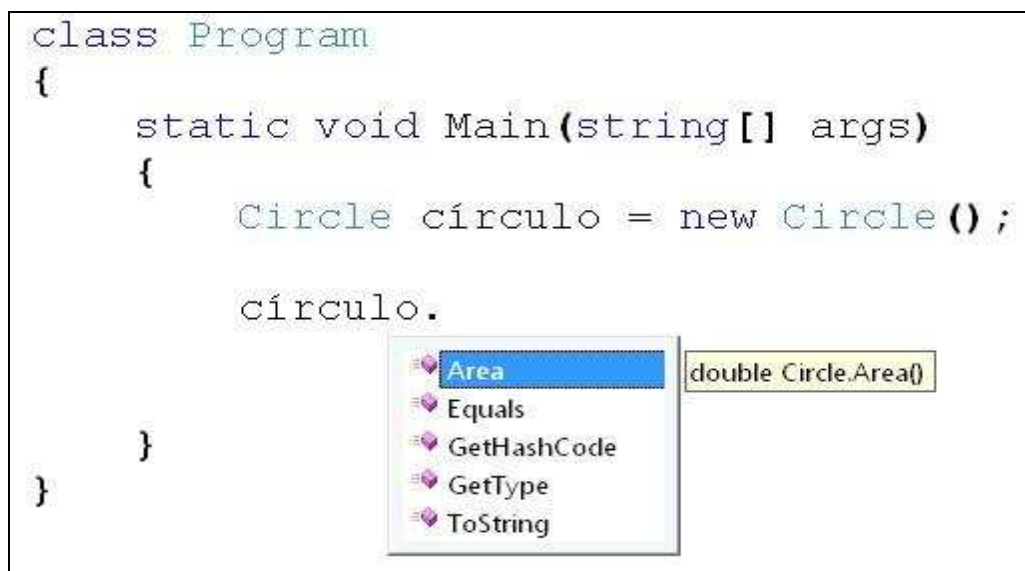 class Program
{
static void Main(string[] args)
{
Circle círculo = new Circle();
círculo.
Area double Circle.Area()
Equals
GetHashCode
GetType
ToString
}
}